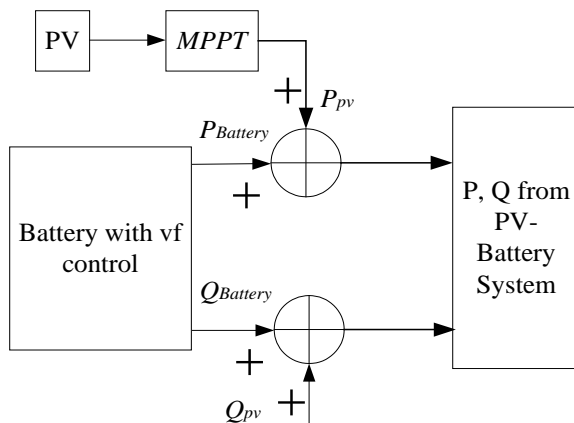 PV
MPPT
+
Ppv
PBattery
+
Battery with vf
control
P, Q from
PV-
Battery
System
QBattery
+
+
Qpv